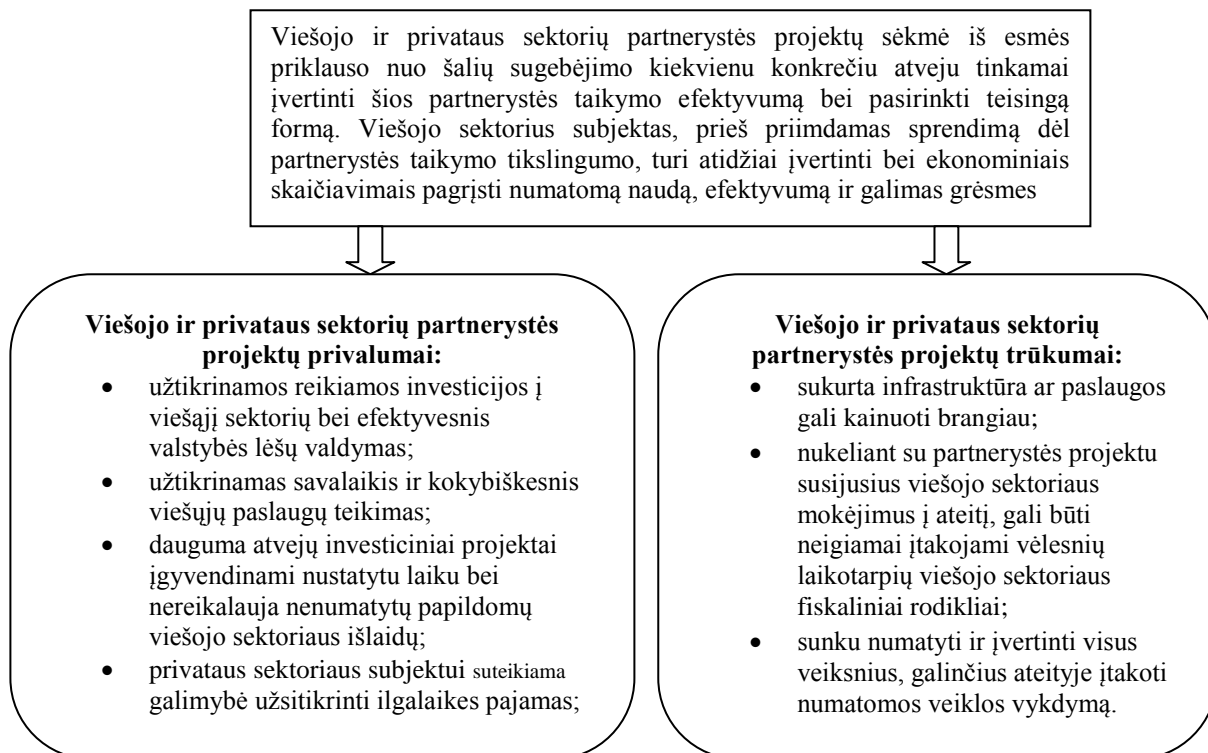 Viešojo ir privataus sektorių partnerystės projektų sėkmė iš esmės
priklauso nuo šalių sugebėjimo kiekvienu konkrečiu atveju tinkamai
įvertinti šios partnerystės taikymo efektyvumą bei pasirinkti teisingą
formą. Viešojo sektorius subjektas, prieš priimdamas sprendimą dėl
partnerystės taikymo tikslingumo, turi atidžiai įvertinti bei ekonominiais
skaičiavimais pagrįsti numatomą naudą, efektyvumą ir galimas grėsmes
Viešojo ir privataus sektorių partnerystės
projektų privalumai:
• užtikrinamos reikiamos investicijos į
viešąjį sektorių bei efektyvesnis
valstybės lėšų valdymas;
• užtikrinamas savalaikis ir kokybiškesnis
viešųjų paslaugų teikimas;
• dauguma atvejų investiciniai projektai
įgyvendinami nustatytu laiku bei
nereikalauja nenumatytų papildomų
viešojo sektoriaus išlaidų;
• privataus sektoriaus subjektui suteikiama
galimybė užsitikrinti ilgalaikes pajamas;
Viešojo ir privataus sektorių
partnerystės projektų trūkumai:
• sukurta infrastruktūra ar paslaugos
gali kainuoti brangiau;
• nukeliant su partnerystės projektu
susijusius viešojo sektoriaus
mokėjimus į ateitį, gali būti
neigiamai įtakojami vėlesnių
laikotarpių viešojo sektoriaus
fiskaliniai rodikliai;
• sunku numatyti ir įvertinti visus
veiksnius, galinčius ateityje įtakoti
numatomos veiklos vykdymą.